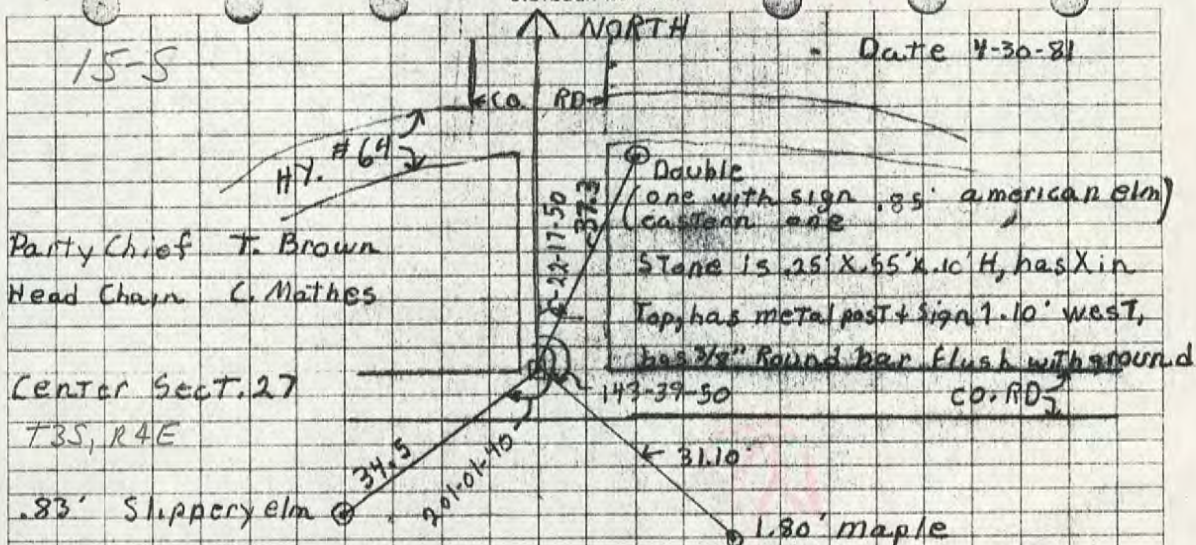 NORTH
15-S
Date 4-30-81
CO. RD
HY. #64
Double
(one with sign .85' american elm)
eastern one
22-17-50
37.3
Party Chief T. Brown
Head Chain C. Mathes
Stone is .25' X .55' X .10' H, has X in
Top, has metal post & sign 1.10' west,
has 3/8" Round bar flush with ground
Center Sect. 27
143-39-50
CO. RD
T3S, R4E
34.5
201-01-40
31.10'
.83' Slippery elm
1.80' maple